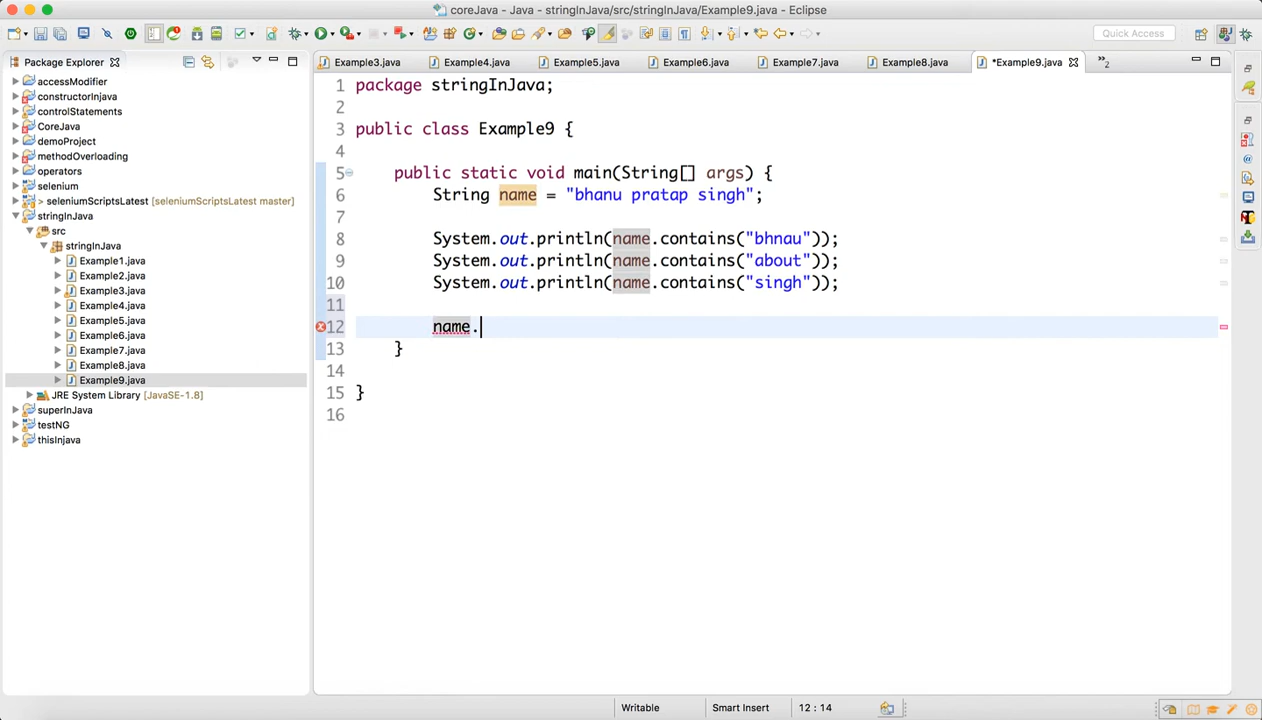 coreJava - Java - stringInJava/src/stringInJava/Example9.java - Eclipse
Quick Access
Package Explorer
Example3.java Example4.java Example5.java Example6.java Example7.java Example8.java *Example9.java »2
accessModifier
constructorInjava
controlStatements
CoreJava
demoProject
methodOverloading
operators
selenium
> seleniumScriptsLatest [seleniumScriptsLatest master]
stringInJava
src
stringInJava
Example1.java
Example2.java
Example3.java
Example4.java
Example5.java
Example6.java
Example7.java
Example8.java
Example9.java
JRE System Library [JavaSE-1.8]
superInJava
testNG
thisInjava
1 package stringInJava;
2
3 public class Example9 {
4
5 public static void main(String[] args) {
6 String name = "bhanu pratap singh";
7
8 System.out.println(name.contains("bhnau"));
9 System.out.println(name.contains("about"));
10 System.out.println(name.contains("singh"));
11
12 name.
13 }
14
15 }
16
Writable Smart Insert 12 : 14